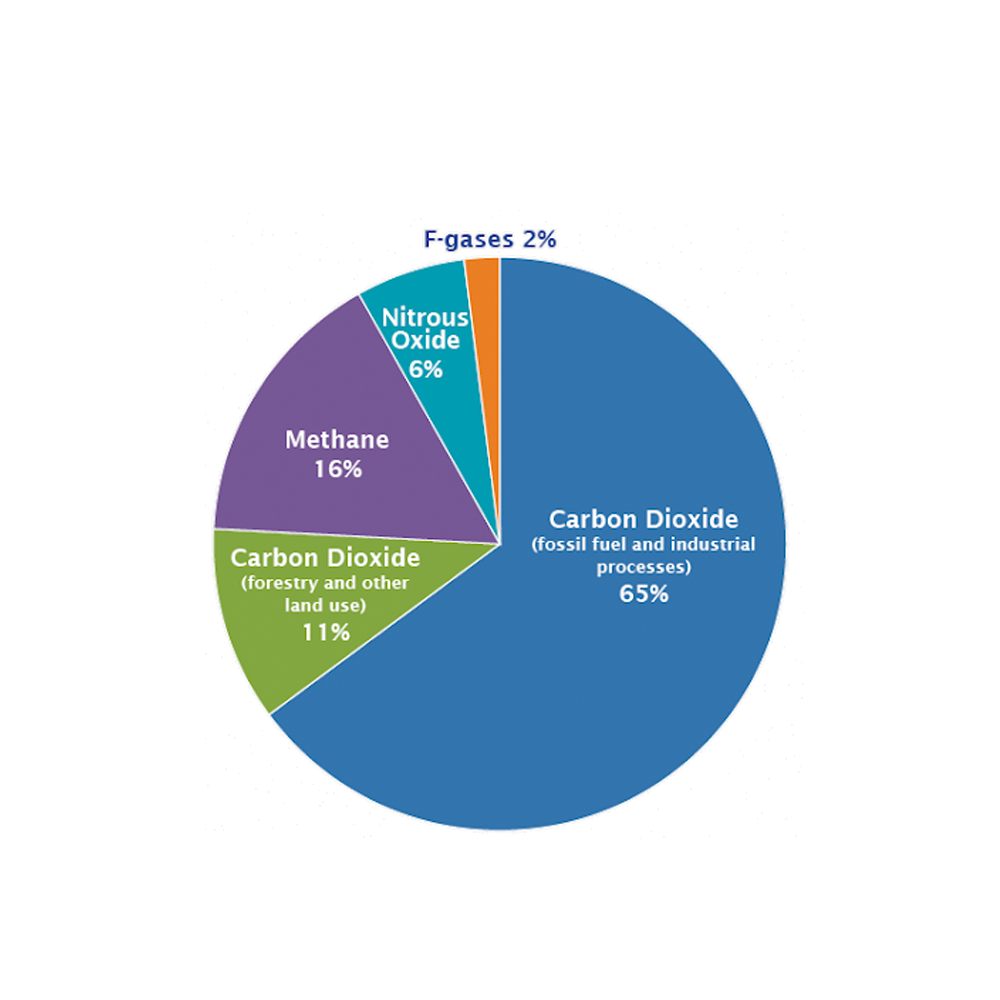 F-gases 2%
Nitrous
Oxide
6%
Methane
16%
Carbon Dioxide
(fossil fuel and industrial
processes)
65%
Carbon Dioxide
(forestry and other
land use)
11%